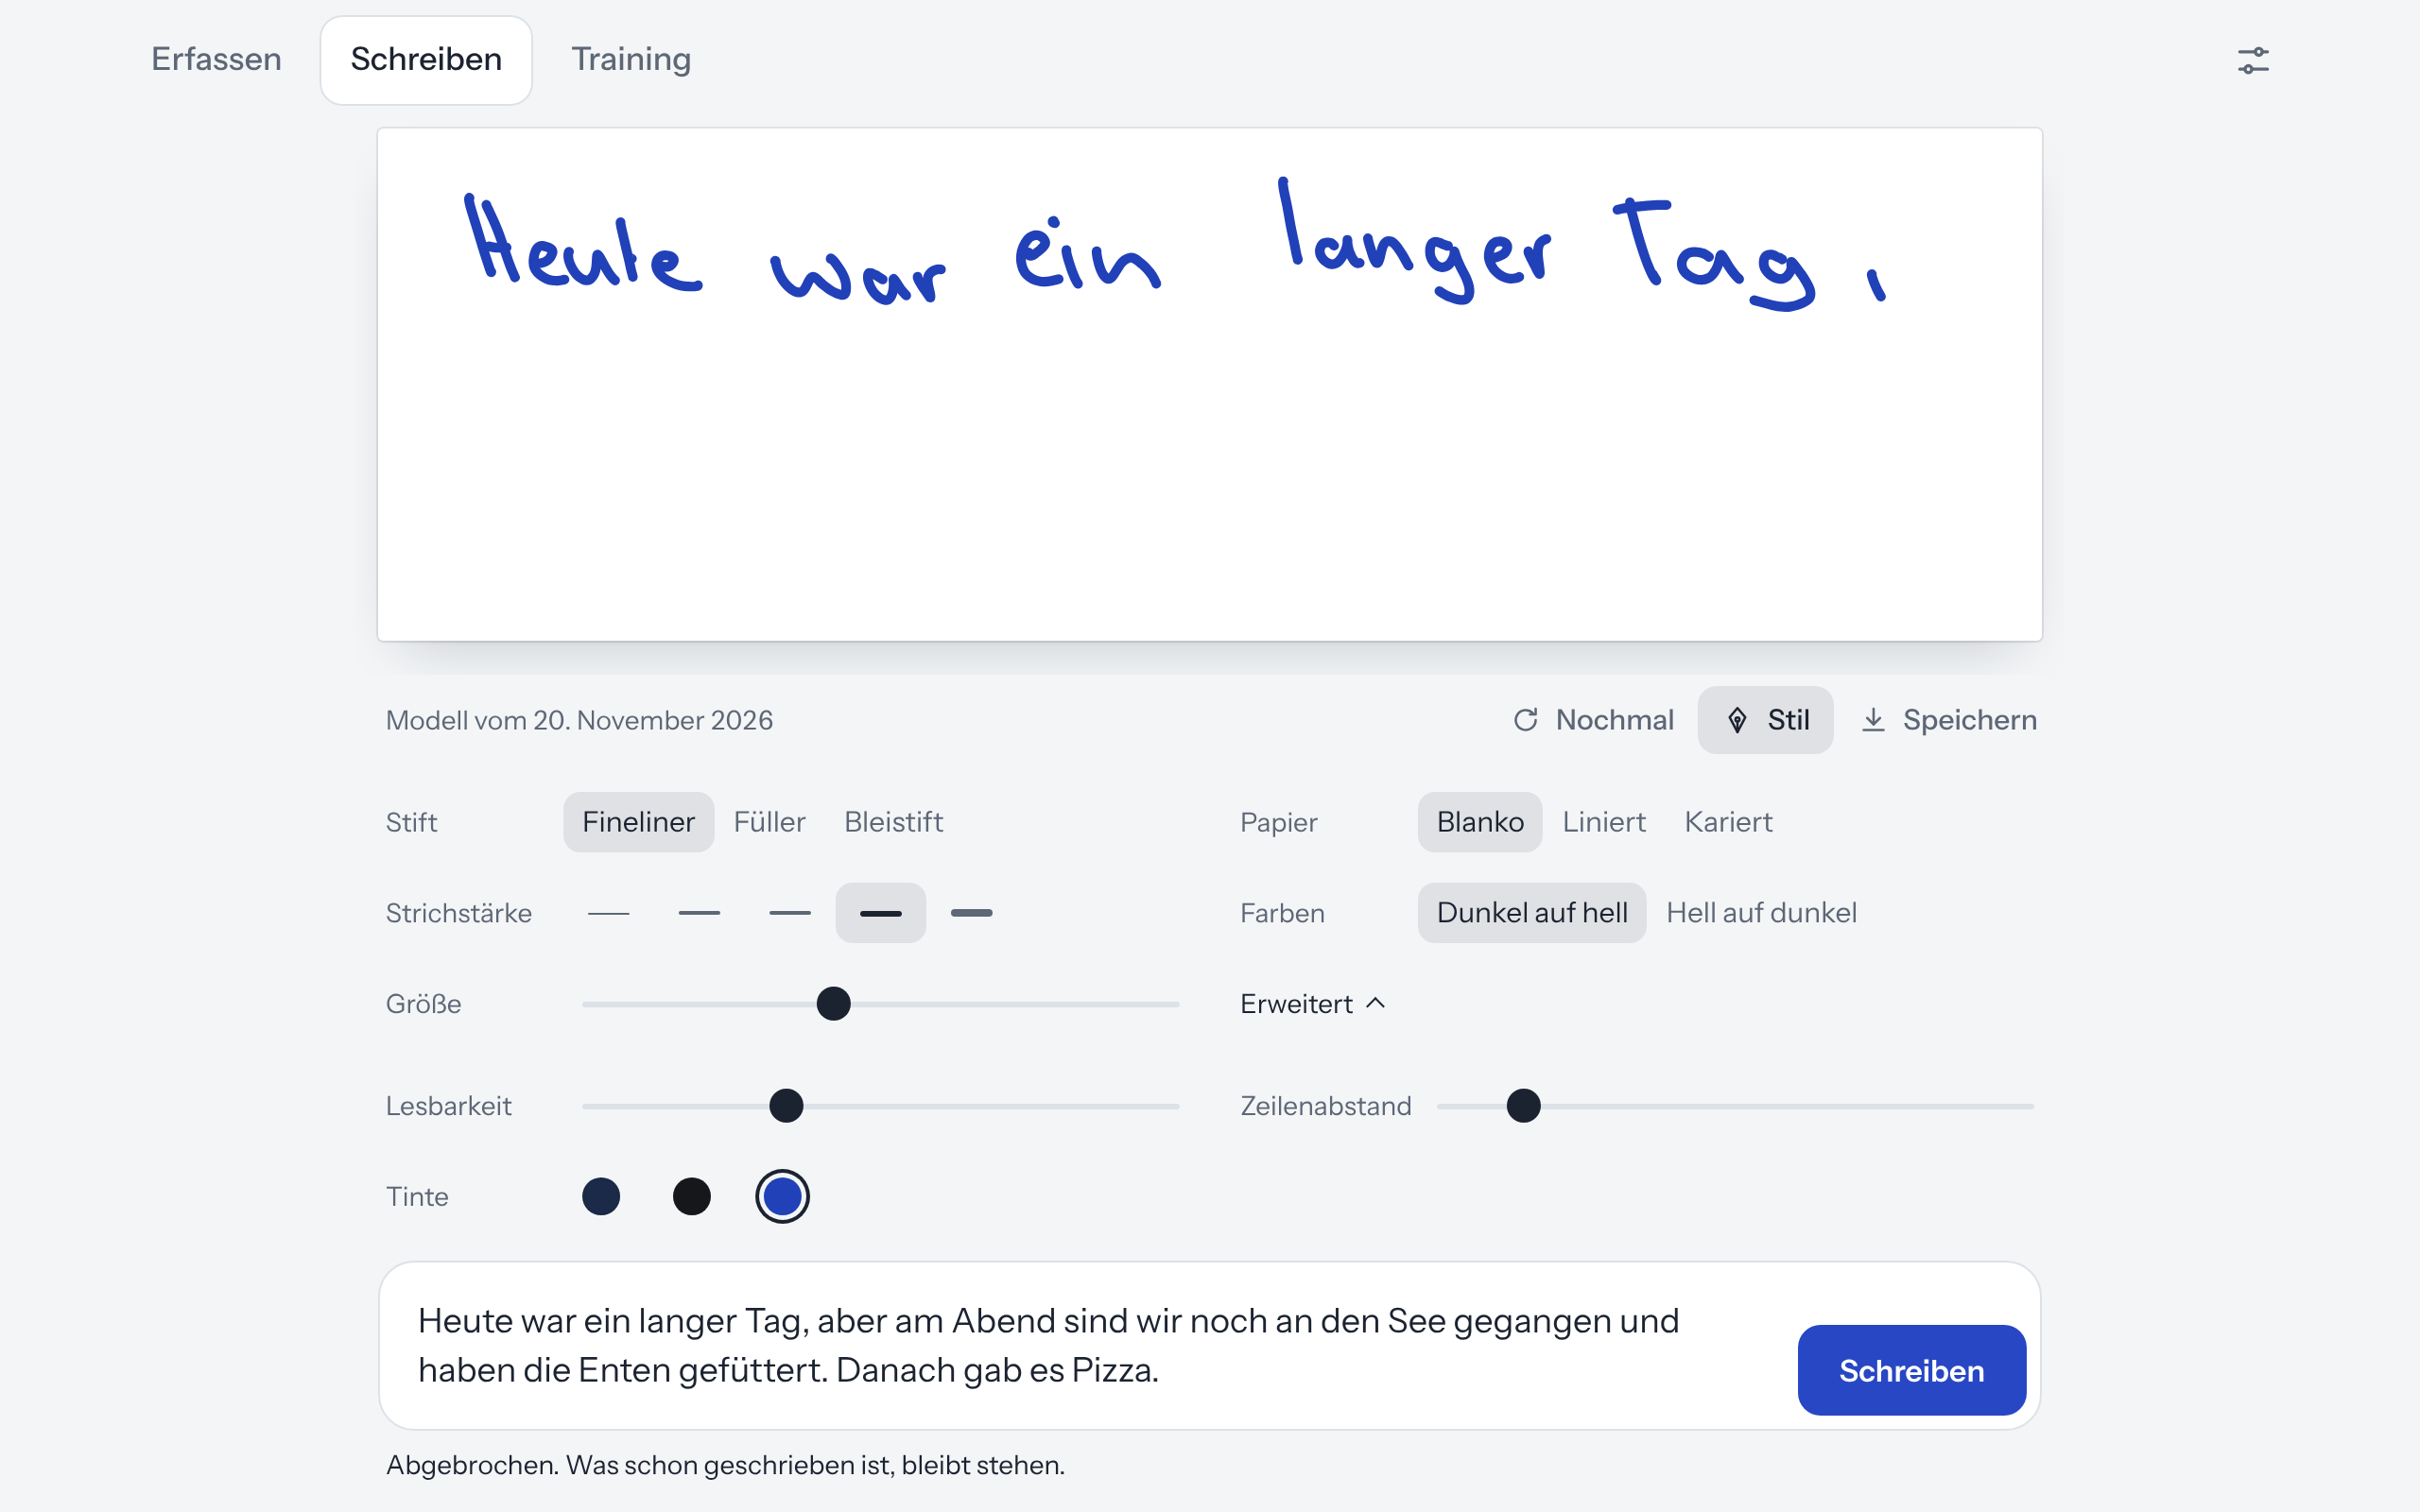 Erfassen Schreiben Training
Heute war ein langer Tag,
Modell vom 20. November 2026 Nochmal Stil Speichern
Stift Fineliner Füller Bleistift Papier Blanko Liniert Kariert
Strichstärke Farben Dunkel auf hell Hell auf dunkel
Größe Erweitert
Lesbarkeit Zeilenabstand
Tinte
Heute war ein langer Tag, aber am Abend sind wir noch an den See gegangen und
haben die Enten gefüttert. Danach gab es Pizza.
Schreiben
Abgebrochen. Was schon geschrieben ist, bleibt stehen.